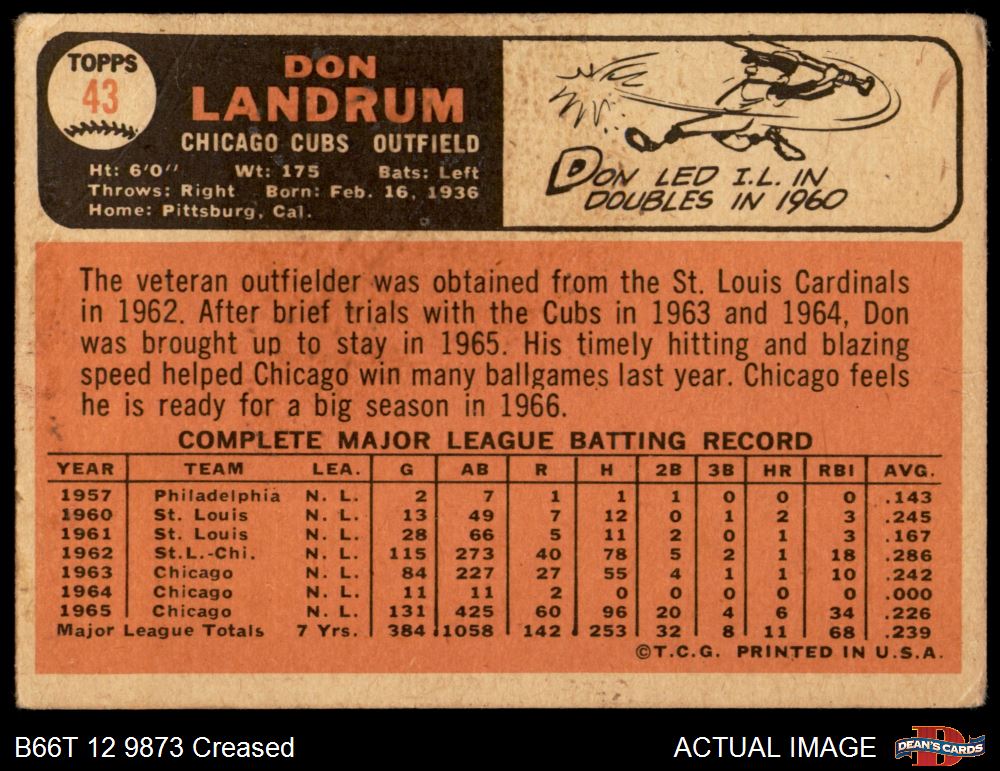 TOPPS
43
DON
LANDRUM
CHICAGO CUBS OUTFIELD
Ht: 6'0" Wt: 175 Bats: Left
Throws: Right Born: Feb. 16, 1936
Home: Pittsburg, Cal.
DON LED I.L. IN
DOUBLES IN 1960
The veteran outfielder was obtained from the St. Louis Cardinals
in 1962. After brief trials with the Cubs in 1963 and 1964, Don
was brought up to stay in 1965. His timely hitting and blazing
speed helped Chicago win many ballgames last year. Chicago feels
he is ready for a big season in 1966.
COMPLETE MAJOR LEAGUE BATTING RECORD
YEAR TEAM LEA. G AB R H 2B 3B HR RBI AVG.
1957 Philadelphia N. L. 2 7 1 1 1 0 0 0 .143
1960 St. Louis N. L. 13 49 7 12 0 1 2 3 .245
1961 St. Louis N. L. 28 66 5 11 2 0 1 3 .167
1962 St.L.-Chi. N. L. 115 273 40 78 5 2 1 18 .286
1963 Chicago N. L. 84 227 27 55 4 1 1 10 .242
1964 Chicago N. L. 11 11 2 0 0 0 0 0 .000
1965 Chicago N. L. 131 425 60 96 20 4 6 34 .226
Major League Totals 7 Yrs. 384 1058 142 253 32 8 11 68 .239
©T.C.G. PRINTED IN U.S.A.
B66T 12 9873 Creased
ACTUAL IMAGE
DEAN'S CARDS